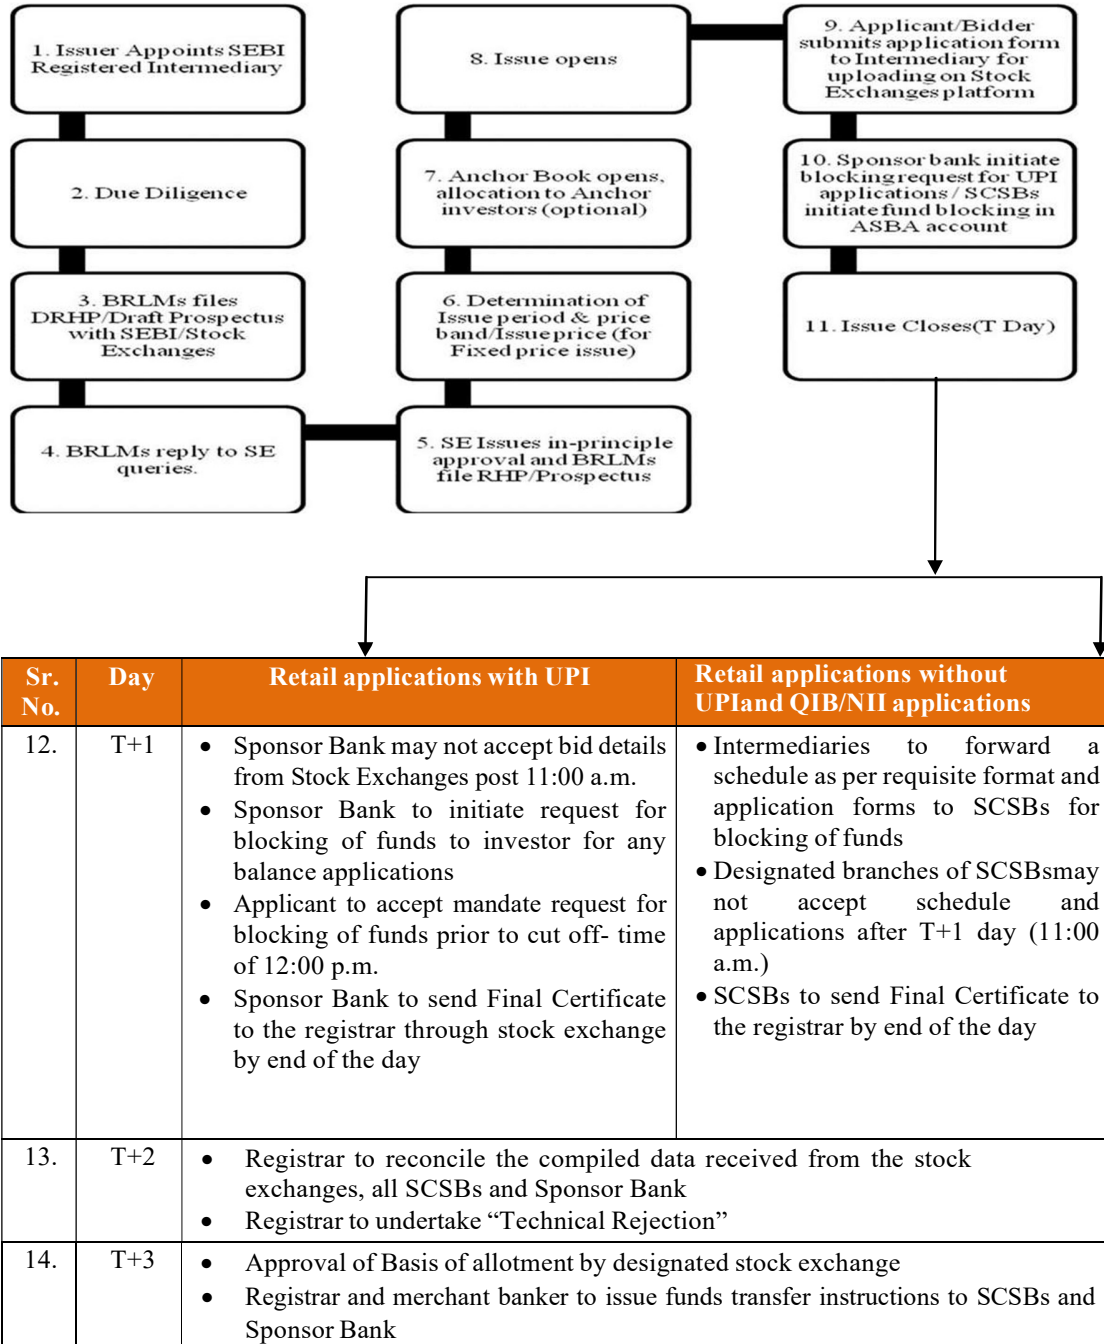 1. Issuer Appoints SEBI
Registered Intermediary
2. Due Diligence
3. BRLMs files
DRHP/Draft Prospectus
with SEBI/Stock
Exchanges
4. BRLMs reply to SE
queries.
5. SE Issues in-principle
approval and BRLMs
file RHP/Prospectus
6. Determination of
Issue period & price
band/Issue price (for
Fixed price issue)
7. Anchor Book opens,
allocation to Anchor
investors (optional)
8. Issue opens
9. Applicant/Bidder
submits application form
to Intermediary for
uploading on Stock
Exchanges platform
10. Sponsor bank initiate
blocking request for UPI
applications / SCSBs
initiate fund blocking in
ASBA account
11. Issue Closes(T Day)
Sr.
No.
Day
Retail applications with UPI
Retail applications without
UPIand QIB/NII applications
12.
T+1
• Sponsor Bank may not accept bid details
from Stock Exchanges post 11:00 a.m.
• Sponsor Bank to initiate request for
blocking of funds to investor for any
balance applications
• Applicant to accept mandate request for
blocking of funds prior to cut off- time
of 12:00 p.m.
• Sponsor Bank to send Final Certificate
to the registrar through stock exchange
by end of the day
• Intermediaries to forward a
schedule as per requisite format and
application forms to SCSBs for
blocking of funds
• Designated branches of SCSBsmay
not accept schedule and
applications after T+1 day (11:00
a.m.)
• SCSBs to send Final Certificate to
the registrar by end of the day
13.
T+2
• Registrar to reconcile the compiled data received from the stock
exchanges, all SCSBs and Sponsor Bank
• Registrar to undertake “Technical Rejection”
14.
T+3
• Approval of Basis of allotment by designated stock exchange
• Registrar and merchant banker to issue funds transfer instructions to SCSBs and
Sponsor Bank